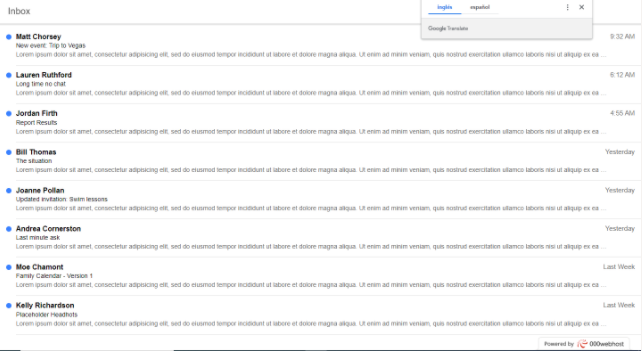 Inbox
inglés español
Google Translate
Matt Chorsey 9:32 AM
New event: Trip to Vegas
Lorem ipsum dolor sit amet, consectetur adipisicing elit, sed do eiusmod tempor incididunt ut labore et dolore magna aliqua. Ut enim ad minim veniam, quis nostrud exercitation ullamco laboris nisi ut aliquip ex ea ...
Lauren Ruthford 6:12 AM
Long time no chat
Lorem ipsum dolor sit amet, consectetur adipisicing elit, sed do eiusmod tempor incididunt ut labore et dolore magna aliqua. Ut enim ad minim veniam, quis nostrud exercitation ullamco laboris nisi ut aliquip ex ea ...
Jordan Firth 4:55 AM
Report Results
Lorem ipsum dolor sit amet, consectetur adipisicing elit, sed do eiusmod tempor incididunt ut labore et dolore magna aliqua. Ut enim ad minim veniam, quis nostrud exercitation ullamco laboris nisi ut aliquip ex ea ...
Bill Thomas Yesterday
The situation
Lorem ipsum dolor sit amet, consectetur adipisicing elit, sed do eiusmod tempor incididunt ut labore et dolore magna aliqua. Ut enim ad minim veniam, quis nostrud exercitation ullamco laboris nisi ut aliquip ex ea ...
Joanne Pollan Yesterday
Updated invitation: Swim lessons
Lorem ipsum dolor sit amet, consectetur adipisicing elit, sed do eiusmod tempor incididunt ut labore et dolore magna aliqua. Ut enim ad minim veniam, quis nostrud exercitation ullamco laboris nisi ut aliquip ex ea ...
Andrea Cornerston Yesterday
Last minute ask
Lorem ipsum dolor sit amet, consectetur adipisicing elit, sed do eiusmod tempor incididunt ut labore et dolore magna aliqua. Ut enim ad minim veniam, quis nostrud exercitation ullamco laboris nisi ut aliquip ex ea ...
Moe Chamont Last Week
Family Calendar - Version 1
Lorem ipsum dolor sit amet, consectetur adipisicing elit, sed do eiusmod tempor incididunt ut labore et dolore magna aliqua. Ut enim ad minim veniam, quis nostrud exercitation ullamco laboris nisi ut aliquip ex ea ...
Kelly Richardson Last Week
Placeholder Headhots
Lorem ipsum dolor sit amet, consectetur adipisicing elit, sed do eiusmod tempor incididunt ut labore et dolore magna aliqua. Ut enim ad minim veniam, quis nostrud exercitation ullamco laboris nisi ut aliquip ex ea ...
Powered by 000webhost